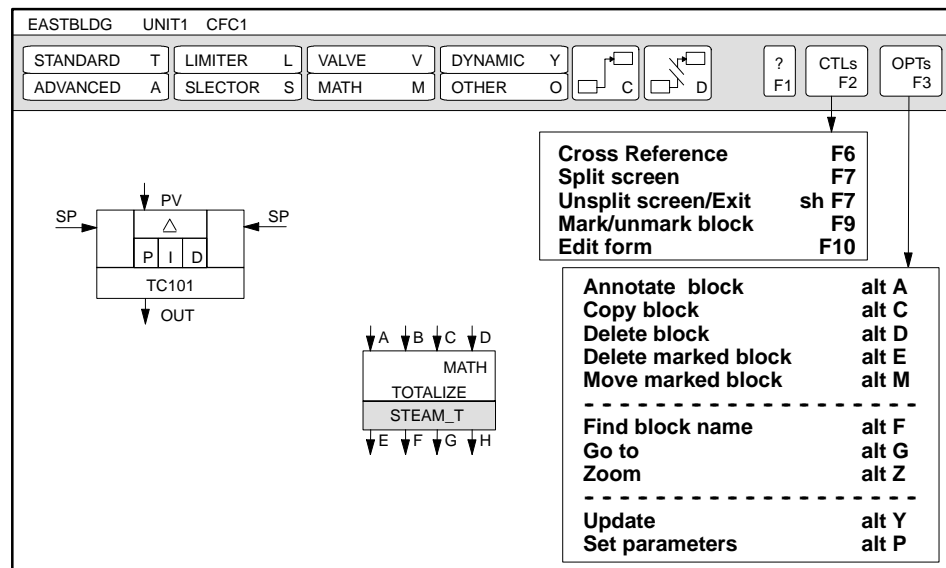 EASTBLDG UNIT1 CFC1
STANDARD T LIMITER L VALVE V DYNAMIC Y
ADVANCED A SLECTOR S MATH M OTHER O C D
? F1
CTLs F2
OPTs F3
Cross Reference F6
Split screen F7
Unsplit screen/Exit sh F7
Mark/unmark block F9
Edit form F10
Annotate block alt A
Copy block alt C
Delete block alt D
Delete marked block alt E
Move marked block alt M
Find block name alt F
Go to alt G
Zoom alt Z
Update alt Y
Set parameters alt P
PV
SP SP
P I D
TC101
OUT
A B C D
MATH
TOTALIZE
STEAM_T
E F G H